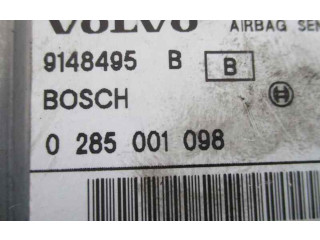 VOLVO AIRBAG SEN
9148495 B B
BOSCH
0 285 001 098